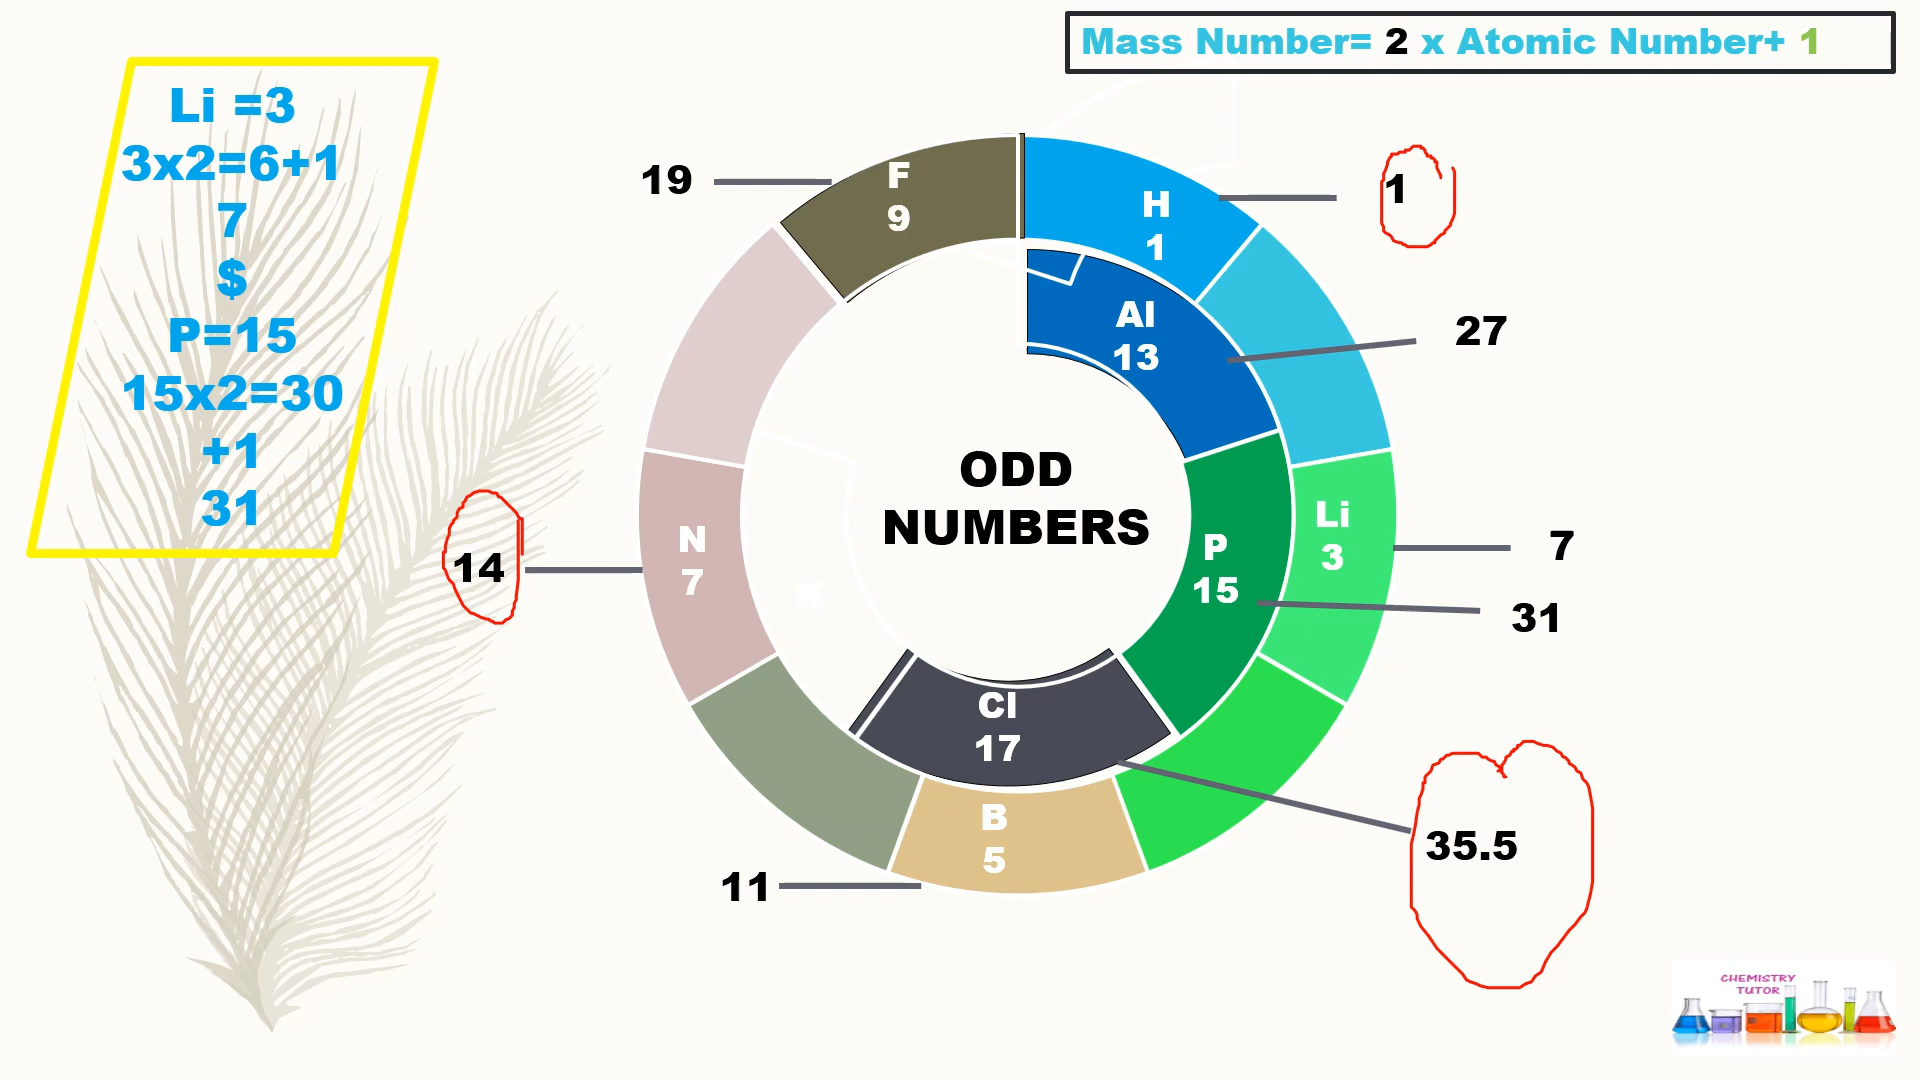 Mass Number= 2 x Atomic Number+ 1
Li =3
3x2=6+1
7
$
P=15
15x2=30
+1
31
19
F
9
H
1
1
Al
13
27
ODD
NUMBERS
N
7
14
K
P
15
Li
3
7
31
Cl
17
35.5
B
5
11
CHEMISTRY
TUTOR